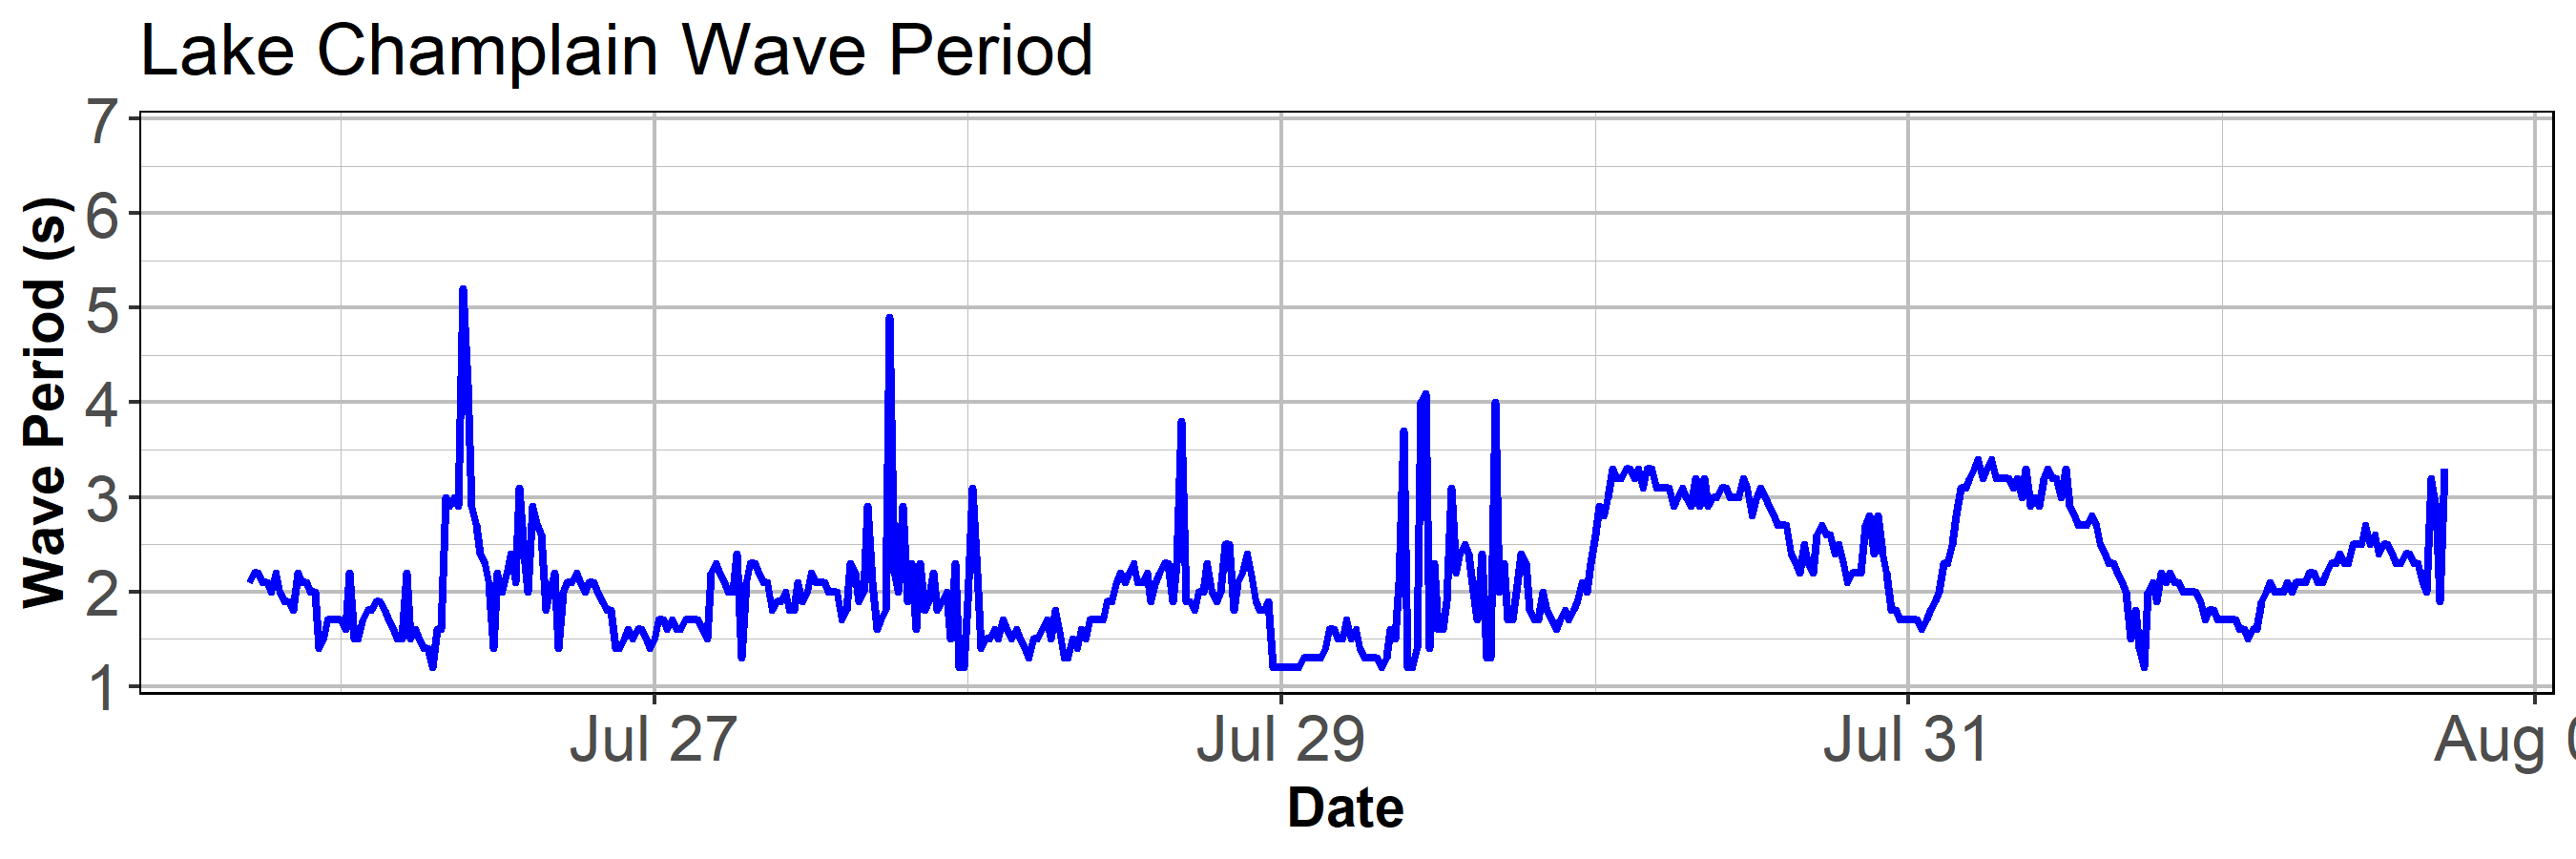 Lake Champlain Wave Period
Wave Period (s)
7
6
5
4
3
2
1
Jul 27
Jul 29
Jul 31
Aug
Date